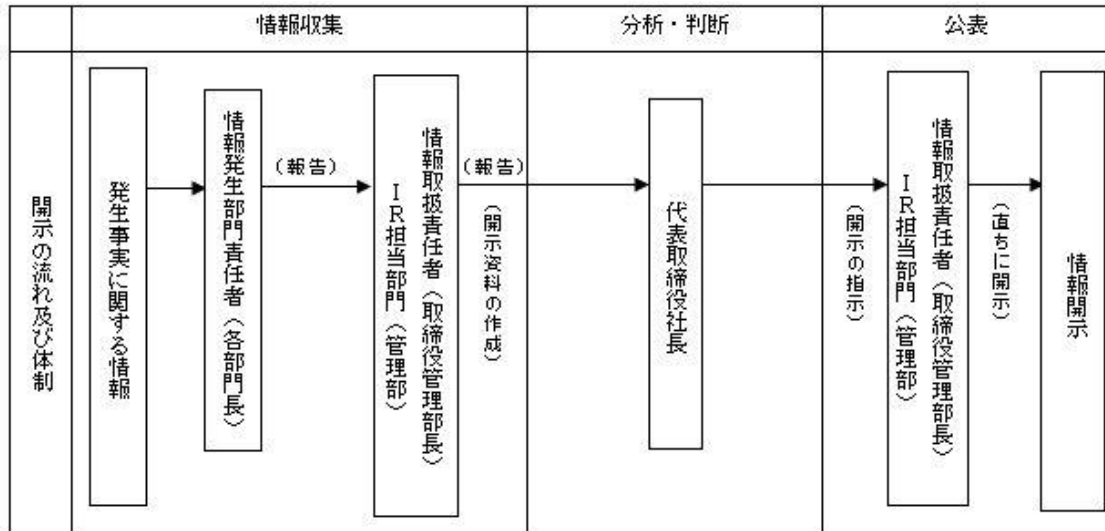 情報収集
分析・判断
公表
開示の流れ及び体制
発生事実に関する情報
情報発生部門責任者（各部門長）
（報告）
情報取扱責任者（取締役管理部長）
ＩＲ担当部門（管理部）
（報告）
（開示資料の作成）
代表取締役社長
（開示の指示）
情報取扱責任者（取締役管理部長）
ＩＲ担当部門（管理部）
（直ちに開示）
情報開示